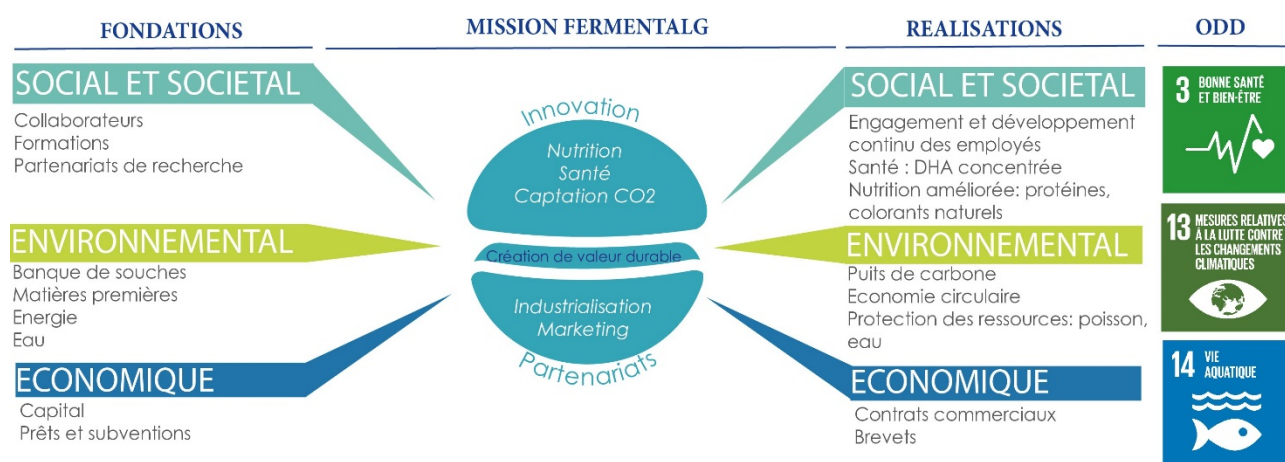 FONDATIONS
MISSION FERMENTALG
REALISATIONS
ODD
SOCIAL ET SOCIETAL
Collaborateurs
Formations
Partenariats de recherche
ENVIRONNEMENTAL
Banque de souches
Matières premières
Energie
Eau
ECONOMIQUE
Capital
Prêts et subventions
Innovation
Nutrition
Santé
Captation CO2
Création de valeur durable
Industrialisation
Marketing
Partenariats
SOCIAL ET SOCIETAL
Engagement et développement
continu des employés
Santé : DHA concentrée
Nutrition améliorée: protéines,
colorants naturels
ENVIRONNEMENTAL
Puits de carbone
Economie circulaire
Protection des ressources: poisson,
eau
ECONOMIQUE
Contrats commerciaux
Brevets
3 BONNE SANTÉ
ET BIEN-ÊTRE
13 MESURES RELATIVES
À LA LUTTE CONTRE
LES CHANGEMENTS
CLIMATIQUES
14 VIE
AQUATIQUE